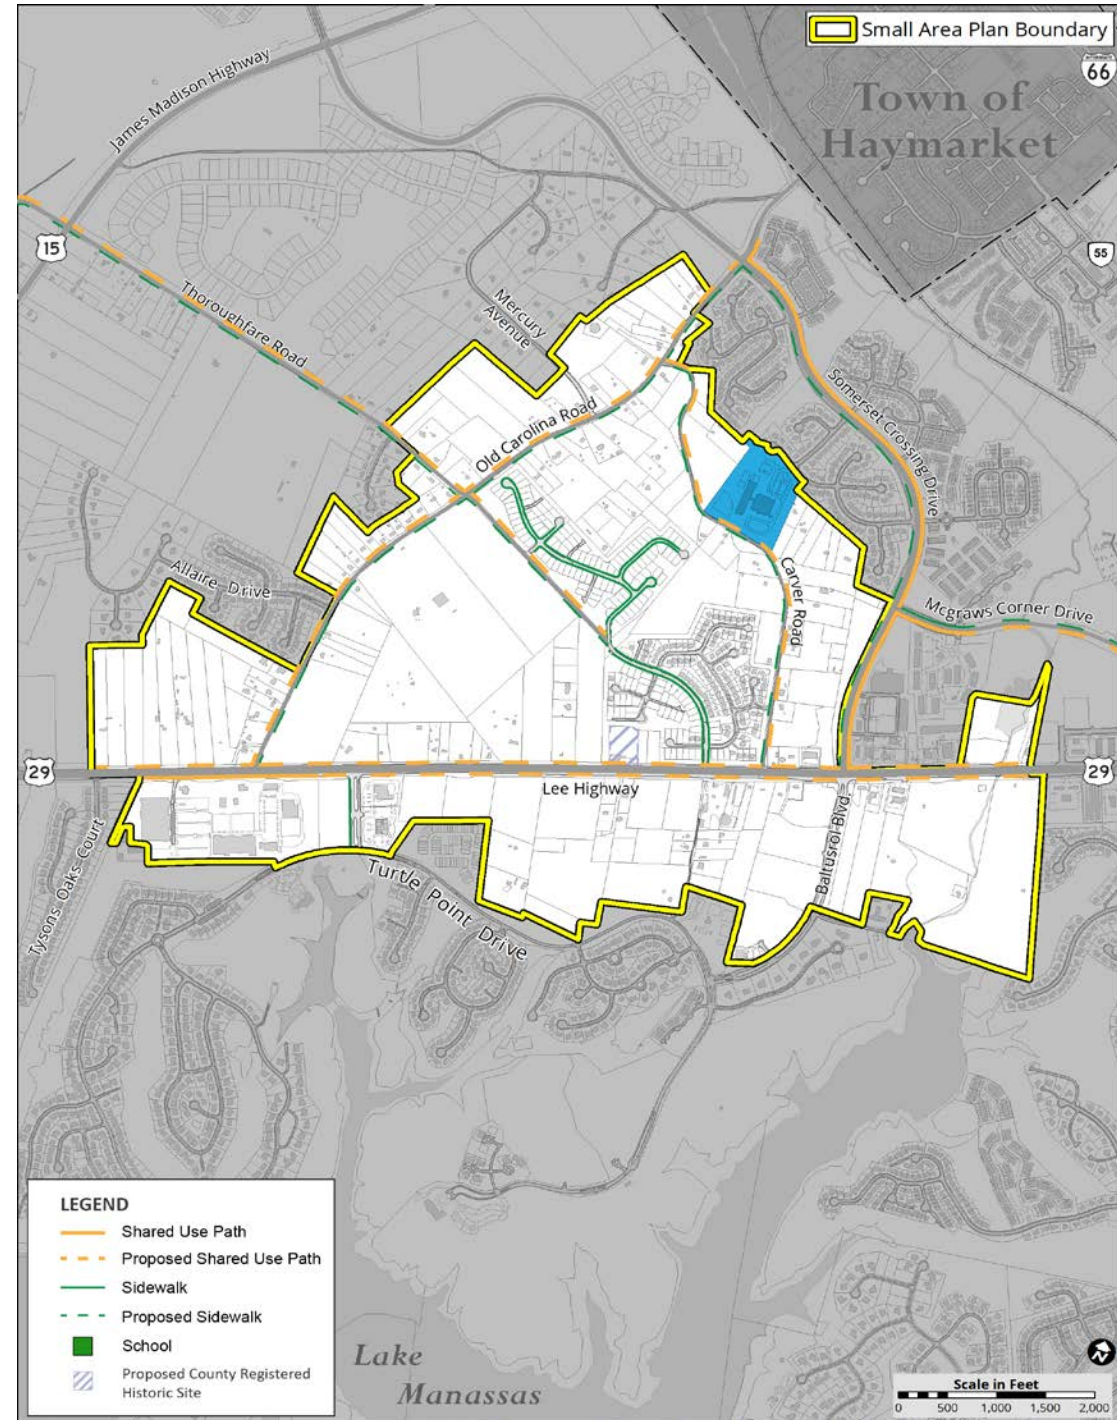 Small Area Plan Boundary
INTERSTATE
66
Town of
Haymarket
James Madison Highway
15
55
Thoroughfare Road
Mercury
Avenue
Old Carolina Road
Somerset Crossing Drive
Allaire Drive
Carver Road
Mcgraws Corner Drive
29
29
Lee Highway
Tysons Oaks Court
Turtle Point Drive
Baltusrol Blvd.
LEGEND
Shared Use Path
Proposed Shared Use Path
Sidewalk
Proposed Sidewalk
School
Proposed County Registered
Historic Site
Lake
Manassas
N
Scale in Feet
0 500 1,000 1,500 2,000